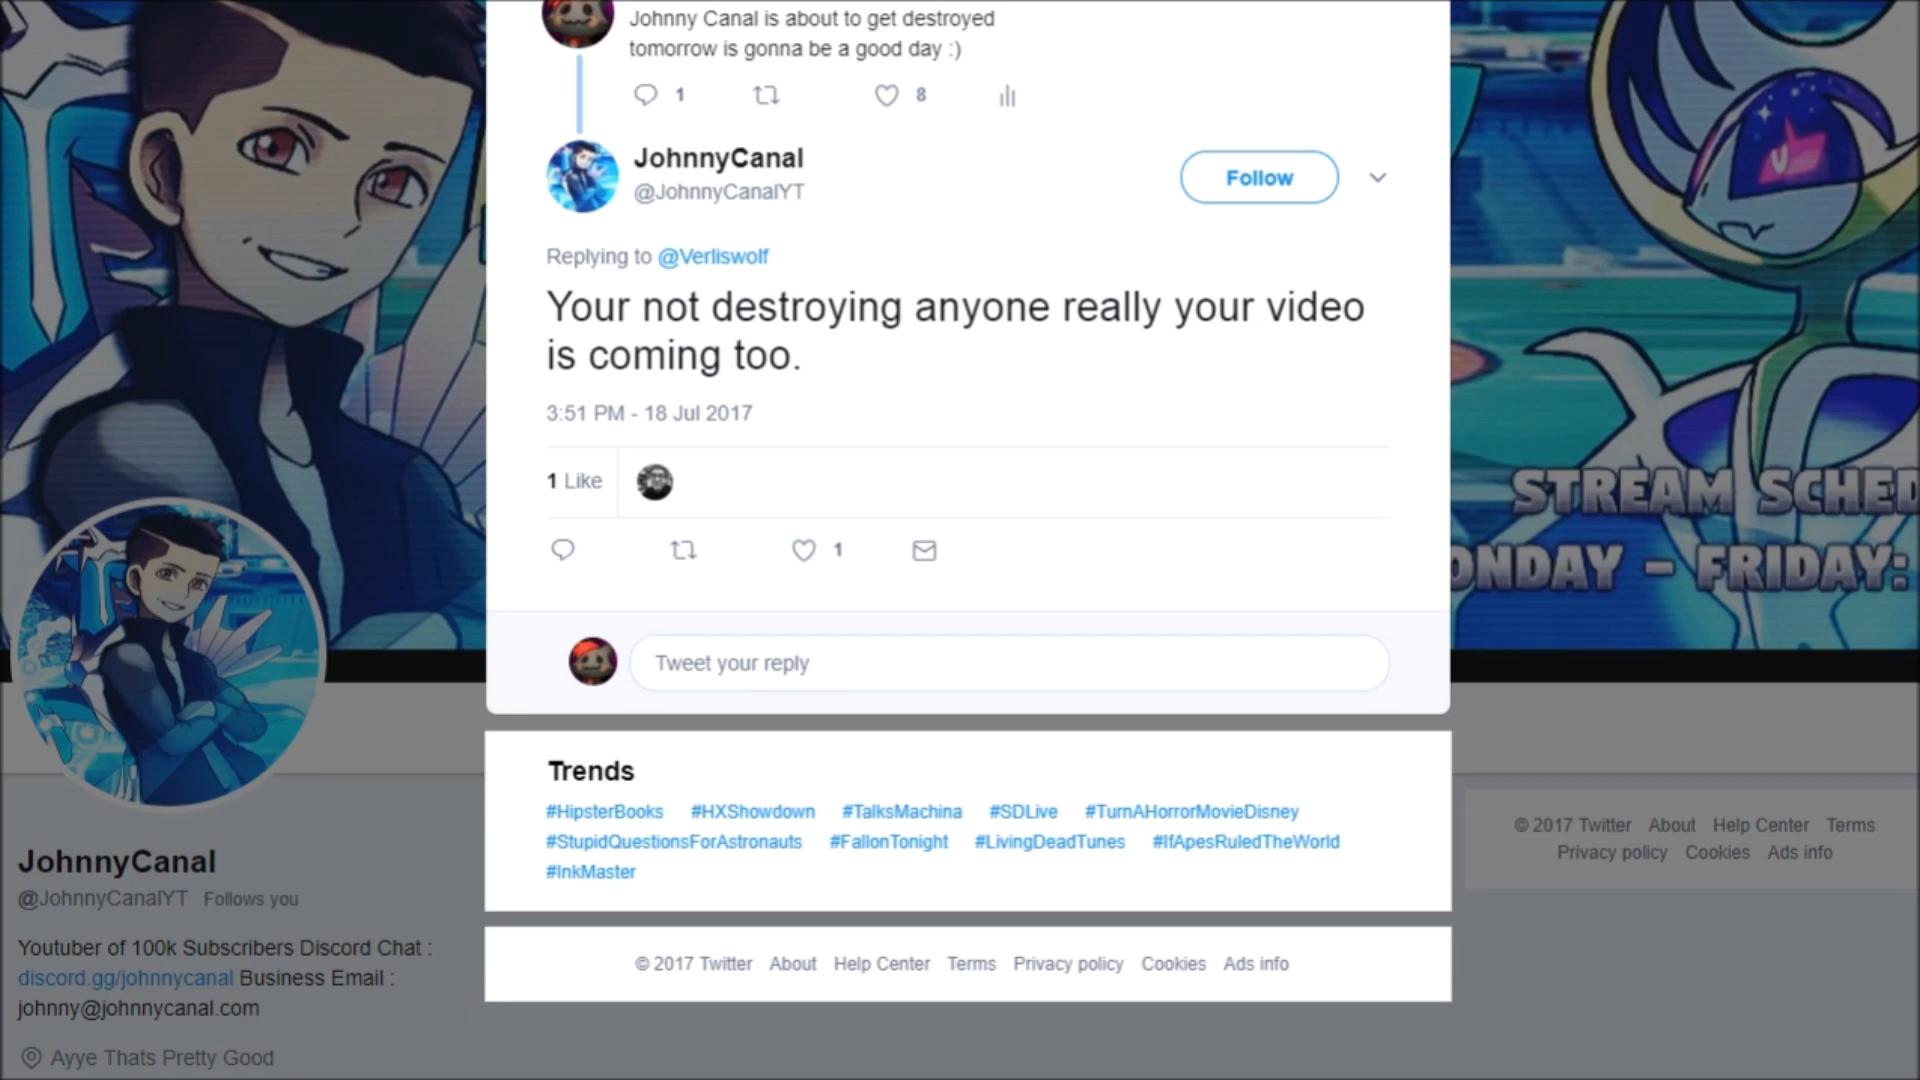 Johnny Canal is about to get destroyed
tomorrow is gonna be a good day :)
1 8
JohnnyCanal
@JohnnyCanalYT
Follow
Replying to @Verliswolf
Your not destroying anyone really your video
is coming too.
3:51 PM - 18 Jul 2017
1 Like
1
Tweet your reply
Trends
#HipsterBooks #HXShowdown #TalksMachina #SDLive #TurnAHorrorMovieDisney
#StupidQuestionsForAstronauts #FallonTonight #LivingDeadTunes #IfApesRuledTheWorld
#InkMaster
© 2017 Twitter About Help Center Terms Privacy policy Cookies Ads info
JohnnyCanal
@JohnnyCanalYT Follows you
Youtuber of 100k Subscribers Discord Chat :
discord.gg/johnnycanal Business Email :
johnny@johnnycanal.com
Ayye Thats Pretty Good
STREAM SCHED
ONDAY - FRIDAY:
© 2017 Twitter About Help Center Terms
Privacy policy Cookies Ads info